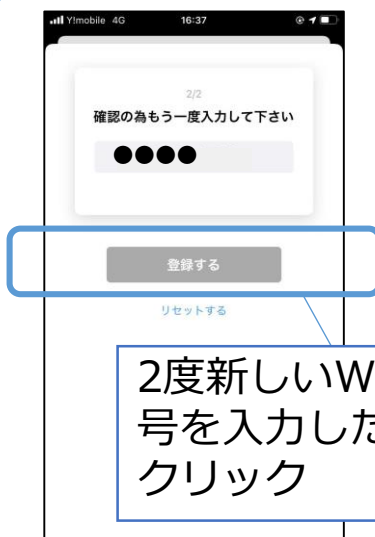 Y!mobile 4G 16:37
2/2
確認の為もう一度入力して下さい
●●●●
登録する
リセットする
2度新しいW
号を入力した
クリック